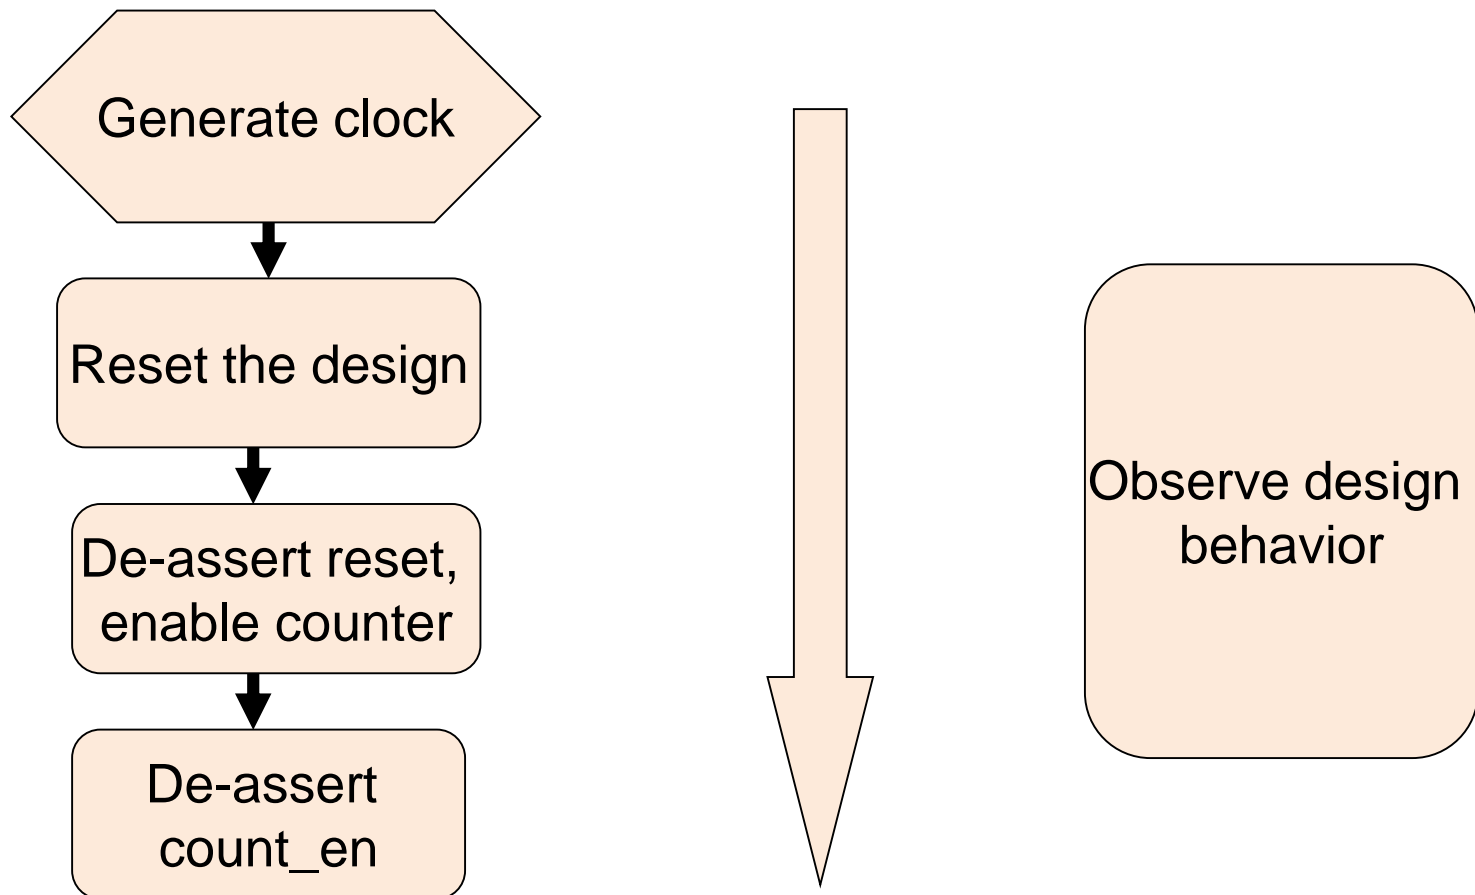 Generate clock
Reset the design
De-assert reset,
enable counter
De-assert
count_en
Observe design
behavior